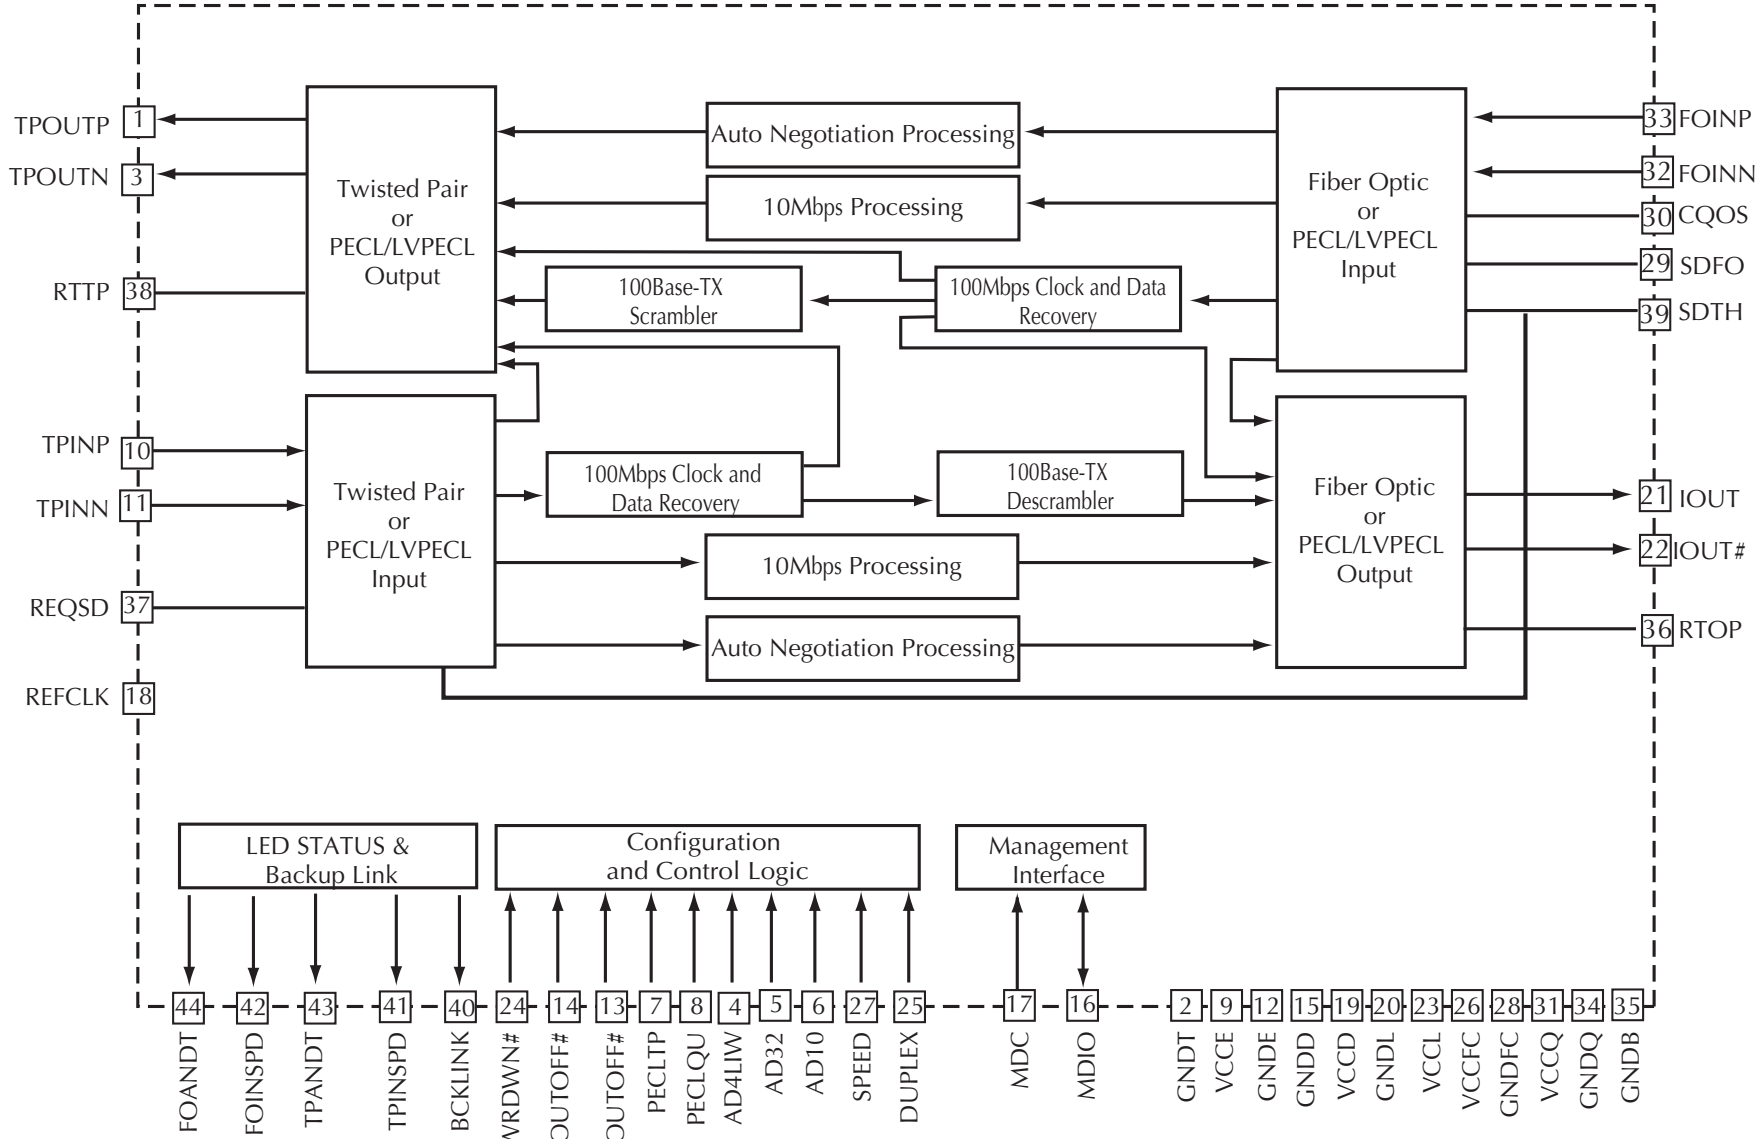 TPOUTP 1
TPOUTN 3
RTTP 38
TPINP 10
TPINN 11
REQSD 37
REFCLK 18
Twisted Pair
or
PECL/LVPECL
Output
Twisted Pair
or
PECL/LVPECL
Input
Auto Negotiation Processing
10Mbps Processing
100Base-TX
Scrambler
100Mbps Clock and Data
Recovery
100Mbps Clock and
Data Recovery
100Base-TX
Descrambler
10Mbps Processing
Auto Negotiation Processing
Fiber Optic
or
PECL/LVPECL
Input
Fiber Optic
or
PECL/LVPECL
Output
33 FOINP
32 FOINN
30 CQOS
29 SDFO
39 SDTH
21 IOUT
22 IOUT#
36 RTOP
LED STATUS &
Backup Link
Configuration
and Control Logic
Management
Interface
44 42 43 41 40 24 14 13 7 8 4 5 6 27 25 17 16 2 9 12 15 19 20 23 26 28 31 34 35
FOANDT
FOINSPD
TPANDT
TPINSPD
BCKLINK
WRDWN#
OUTOFF#
OUTOFF#
PECLTP
PECLQU
AD4LIW
AD32
AD10
SPEED
DUPLEX
MDC
MDIO
GNDT
VCCE
GNDE
GNDD
VCCD
GNDL
VCCL
VCCFC
GNDFC
VCCQ
GNDQ
GNDB